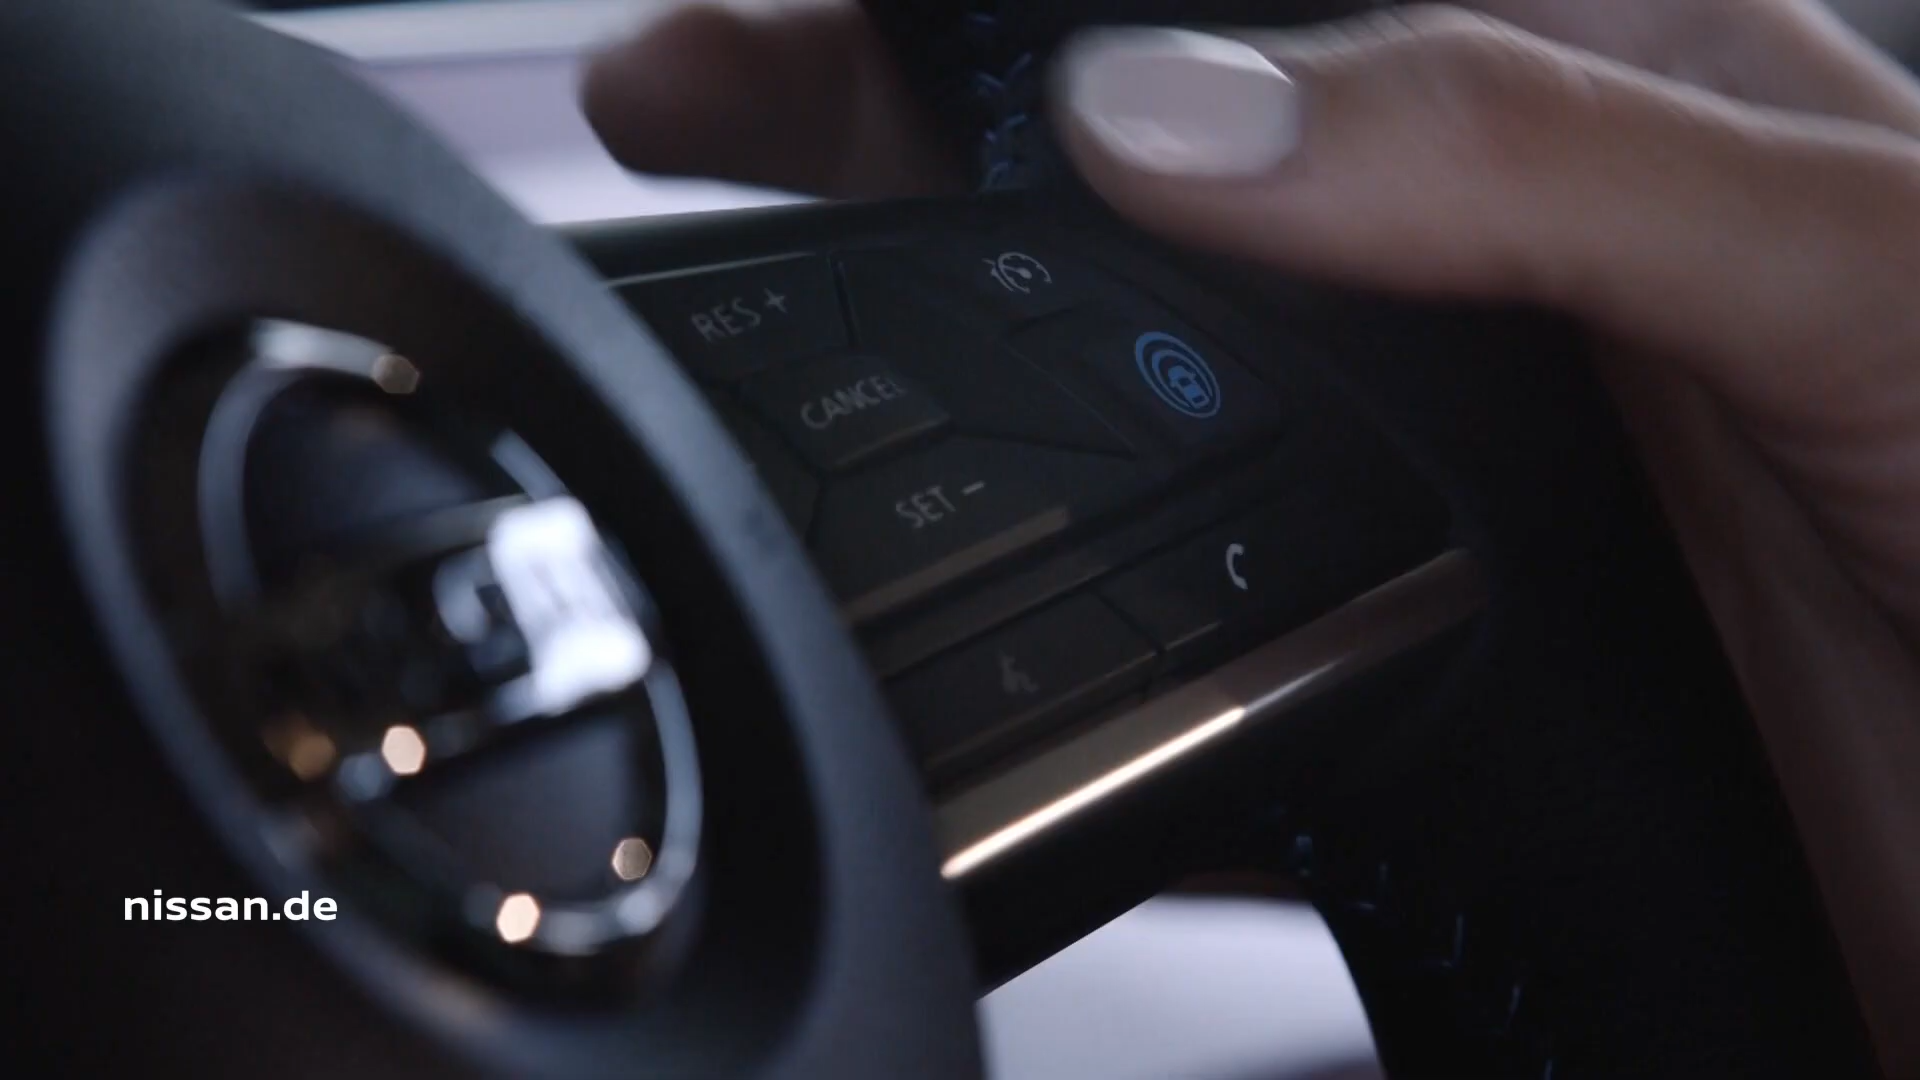 RES +
CANCEL
SET –
nissan.de